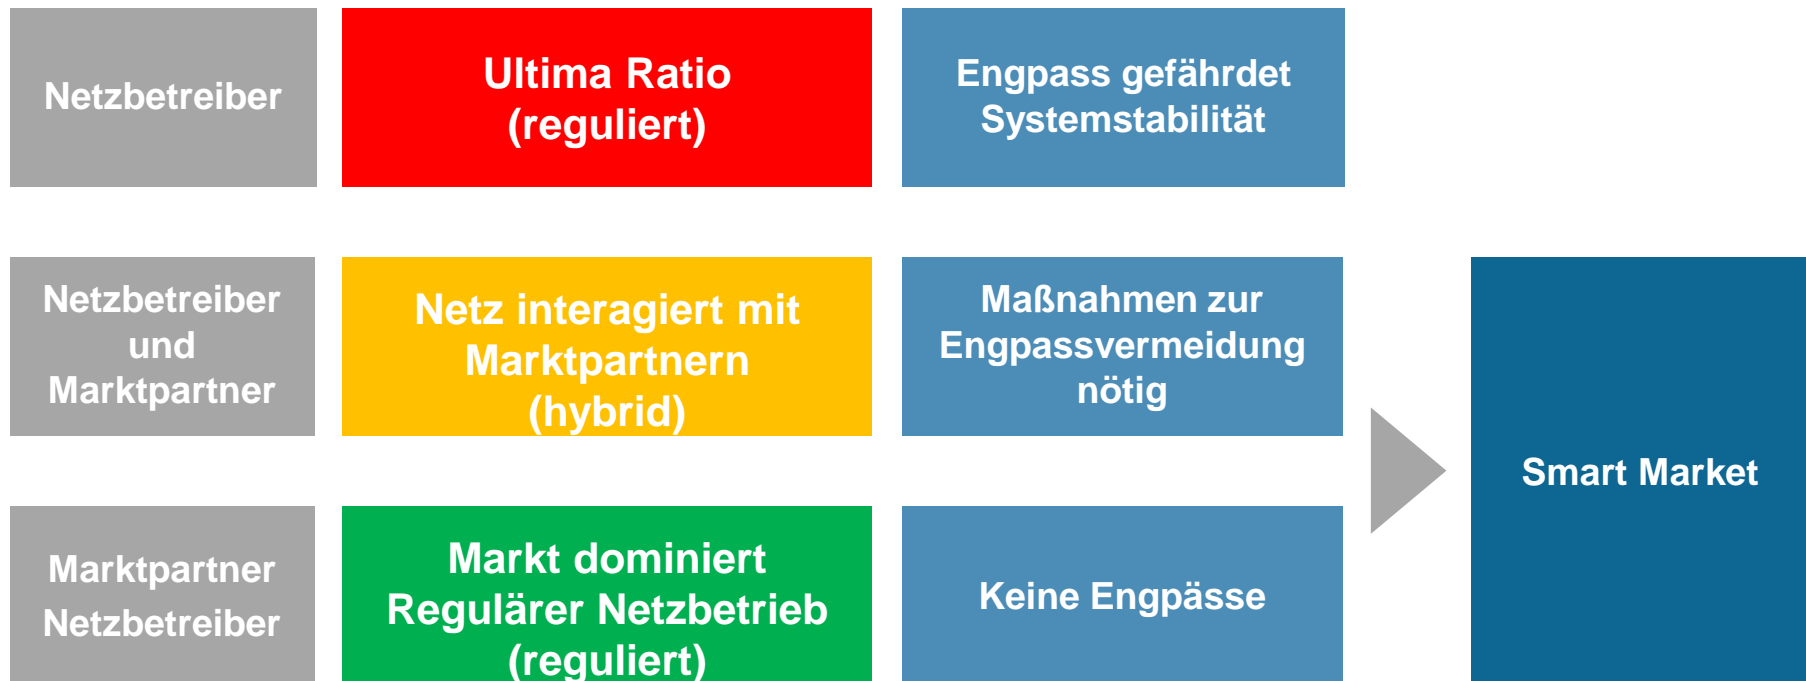 Netzbetreiber
Ultima Ratio
(reguliert)
Engpass gefährdet
Systemstabilität
Netzbetreiber
und
Marktpartner
Netz interagiert mit
Marktpartnern
(hybrid)
Maßnahmen zur
Engpassvermeidung
nötig
Marktpartner
Netzbetreiber
Markt dominiert
Regulärer Netzbetrieb
(reguliert)
Keine Engpässe
Smart Market